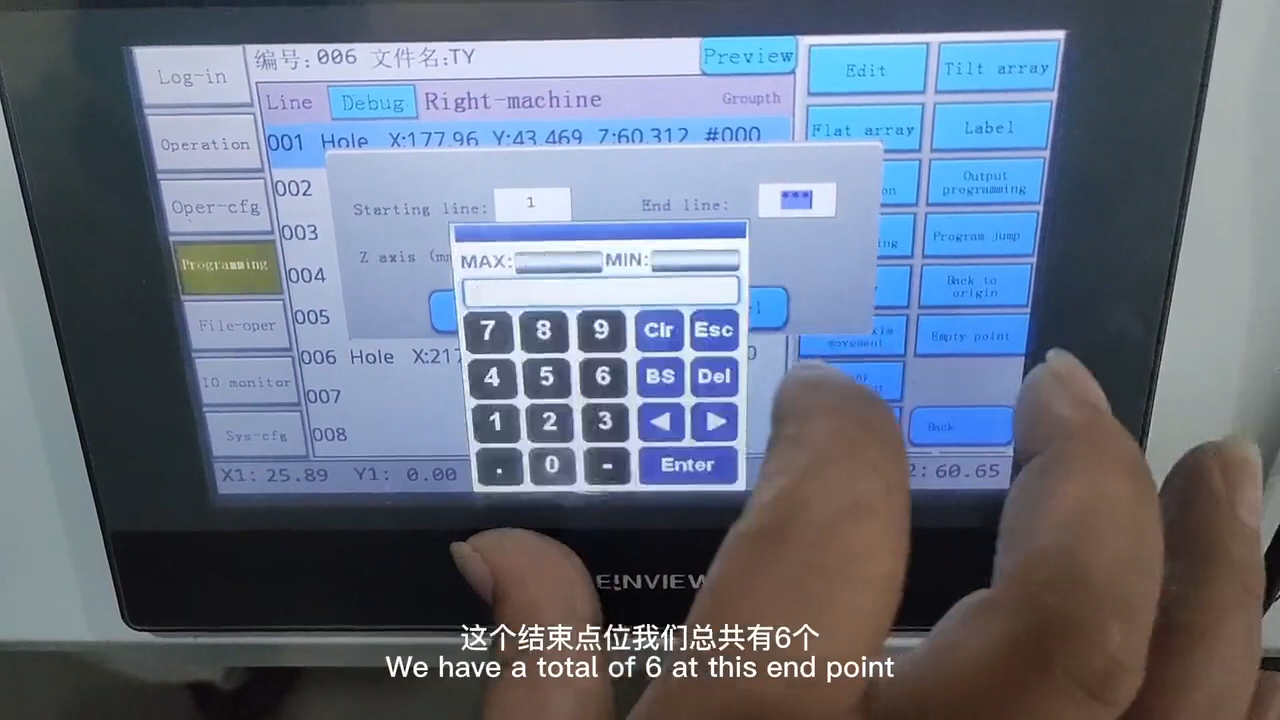 编号:006 文件名:TY
Preview
Log-in
Edit
Tilt array
Line
Debug
Right-machine
Groupth
Flat array
Label
Operation
001 Hole X:177.96 Y:43.469 Z:60.312 #000
Output
programming
002
Oper-cfg
Starting line: 1
End line: ***
003
Program jump
Programming
Z axis
MAX:
MIN:
004
Back to
origin
7 8 9 Clr Esc
005
File-oper
movement
Empty point
006 Hole X:217
4 5 6 BS Del
IO monitor
007
1 2 3
Sys-cfg
008
Back
. 0 - Enter
X1: 25.89 Y1: 0.00
2: 60.65
E!NVIEW
这个结束点位我们总共有6个
We have a total of 6 at this end point